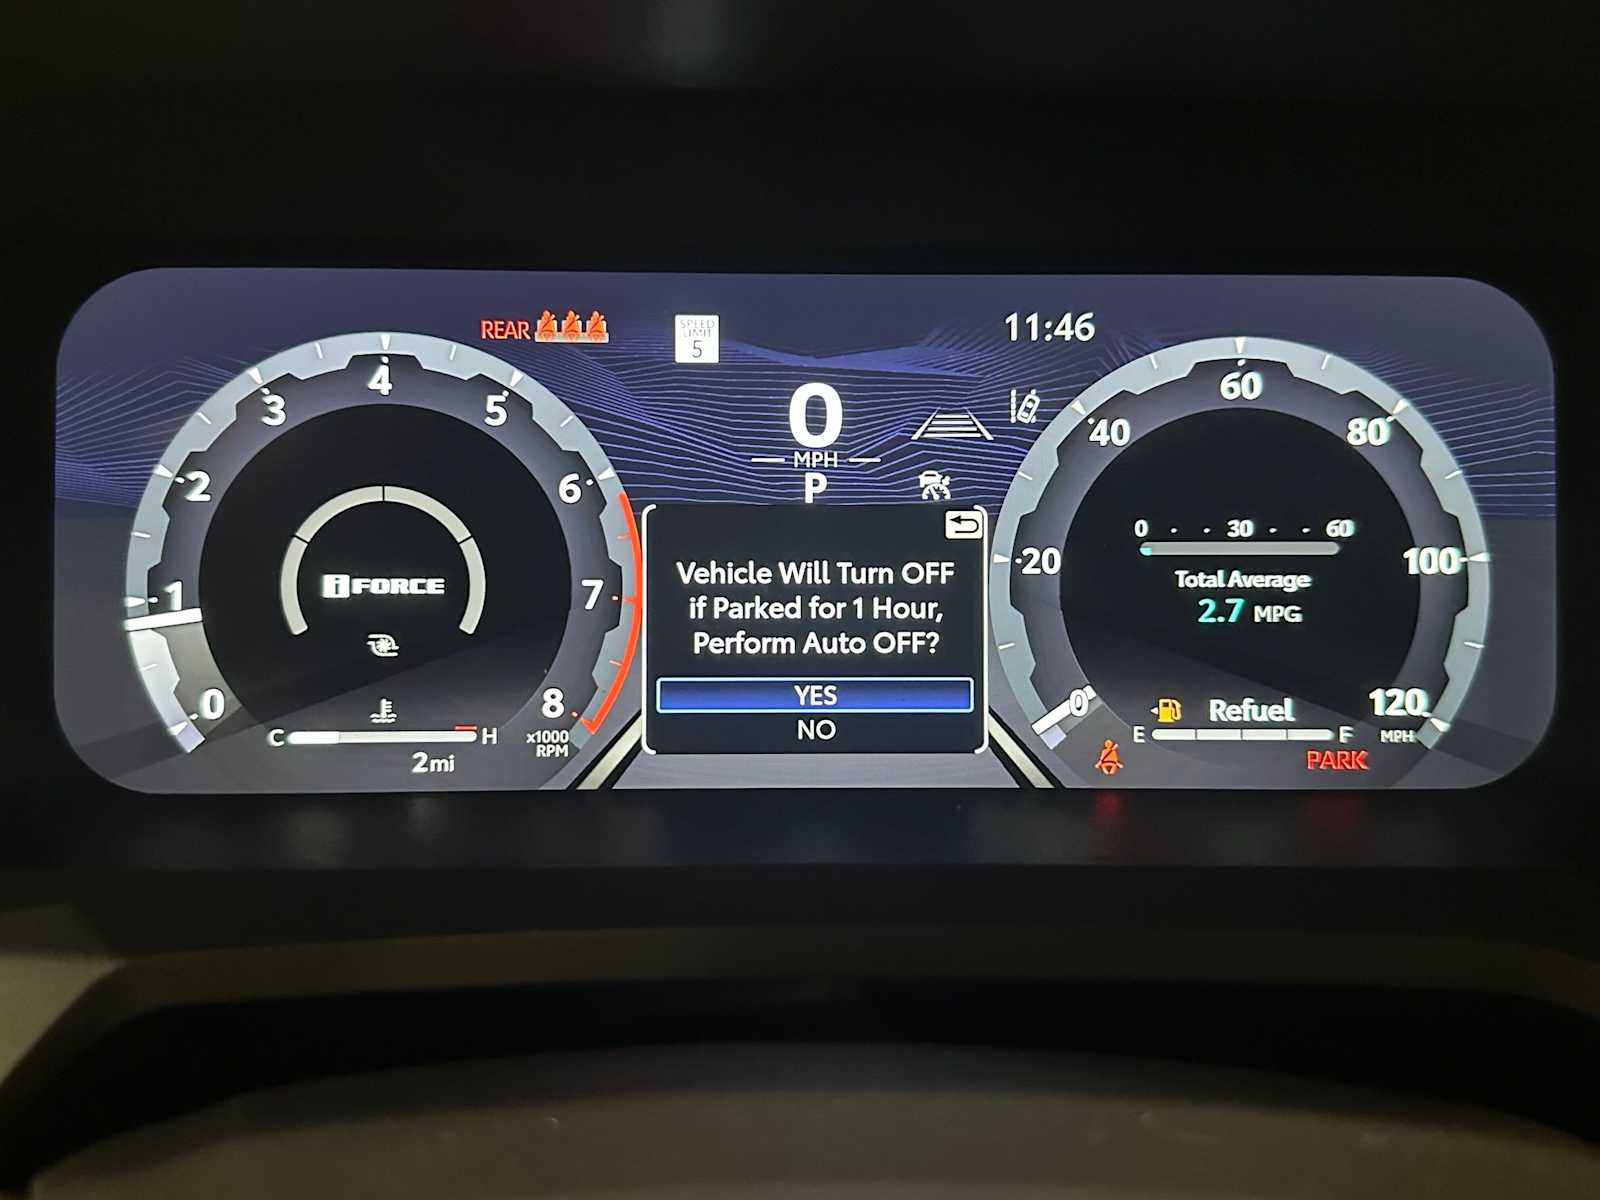 REAR
SPEED
LIMIT
5
11:46
0
MPH
P
0
1
2
3
4
5
6
7
8
x1000
RPM
iFORCE
C H
2mi
Vehicle Will Turn OFF
if Parked for 1 Hour,
Perform Auto OFF?
YES
NO
0
20
40
60
80
100
120
MPH
0 - - 30 - - 60
Total Average
2.7 MPG
Refuel
E F
PARK